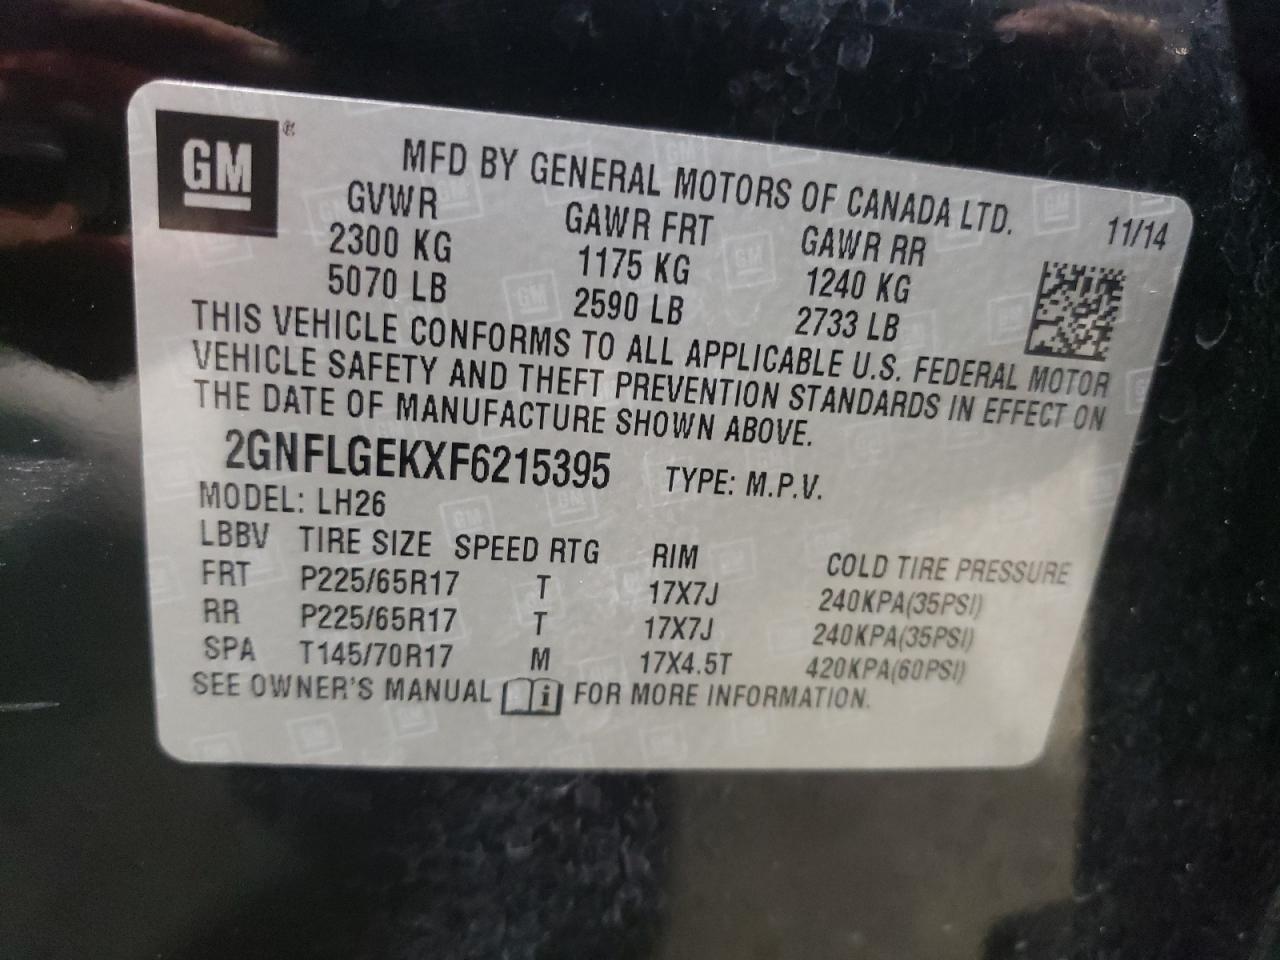 GM ®
MFD BY GENERAL MOTORS OF CANADA LTD.
11/14
GVWR GAWR FRT GAWR RR
2300 KG 1175 KG 1240 KG
5070 LB 2590 LB 2733 LB
THIS VEHICLE CONFORMS TO ALL APPLICABLE U.S. FEDERAL MOTOR
VEHICLE SAFETY AND THEFT PREVENTION STANDARDS IN EFFECT ON
THE DATE OF MANUFACTURE SHOWN ABOVE.
2GNFLGEKXF6215395 TYPE: M.P.V.
MODEL: LH26
LBBV TIRE SIZE SPEED RTG RIM COLD TIRE PRESSURE
FRT P225/65R17 T 17X7J 240KPA(35PSI)
RR P225/65R17 T 17X7J 240KPA(35PSI)
SPA T145/70R17 M 17X4.5T 420KPA(60PSI)
SEE OWNER'S MANUAL i FOR MORE INFORMATION.